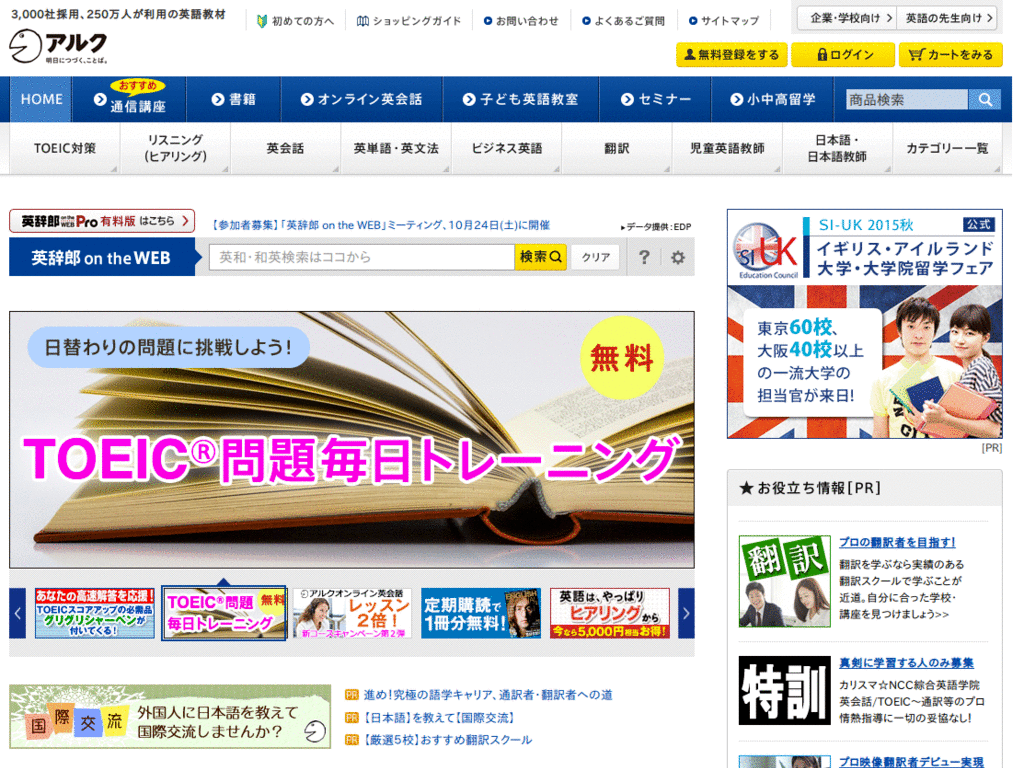 3,000社採用、250万人が利用の英語教材
初めての方へ
ショッピングガイド
お問い合わせ
よくあるご質問
サイトマップ
企業・学校向け
英語の先生向け
アルク
明日につづく、ことば。
無料登録をする
ログイン
カートをみる
HOME
おすすめ
通信講座
書籍
オンライン英会話
子ども英語教室
セミナー
小中高留学
商品検索
TOEIC対策
リスニング
(ヒアリング)
英会話
英単語・英文法
ビジネス英語
翻訳
児童英語教師
日本語・
日本語教師
カテゴリー一覧
英辞郎 on the WEB Pro 有料版 はこちら
【参加者募集】「英辞郎 on the WEB」ミーティング、10月24日(土)に開催
▸データ提供：EDP
英辞郎 on the WEB
英和・和英検索はココから
検索
クリア
?
日替わりの問題に挑戦しよう！
無料
TOEIC®問題毎日トレーニング
あなたの高速解答を応援！
TOEICスコアアップの必需品
グリグリシャーペンが
付いてくる！
TOEIC®問題 無料
毎日トレーニング
アルクオンライン英会話
レッスン
2倍！
新コースキャンペーン第2弾
定期購読で
1冊分無料！
ENGLISH
英語は、やっぱり
ヒアリングから
今なら5,000円相当お得！
国際交流
外国人に日本語を教えて
国際交流しませんか？
PR 進め！究極の語学キャリア、通訳者・翻訳者への道
PR 【日本語】を教えて【国際交流】
PR 【厳選5校】おすすめ翻訳スクール
SI-UK
Education Council
SI-UK 2015秋
公式
イギリス・アイルランド
大学・大学院留学フェア
東京60校、
大阪40校以上
の一流大学の
担当官が来日!
[PR]
★お役立ち情報[PR]
翻訳
プロの翻訳者を目指す!
翻訳を学ぶなら実績のある
翻訳スクールで学ぶことが
近道。自分に合った学校・
講座を見つけましょう>>
特訓
真剣に学習する人のみ募集
カリスマ☆NCC綜合英語学院
英会話/TOEIC～通訳等のプロ
情熱指導に一切の妥協なし!
プロ映像翻訳者デビュー実現